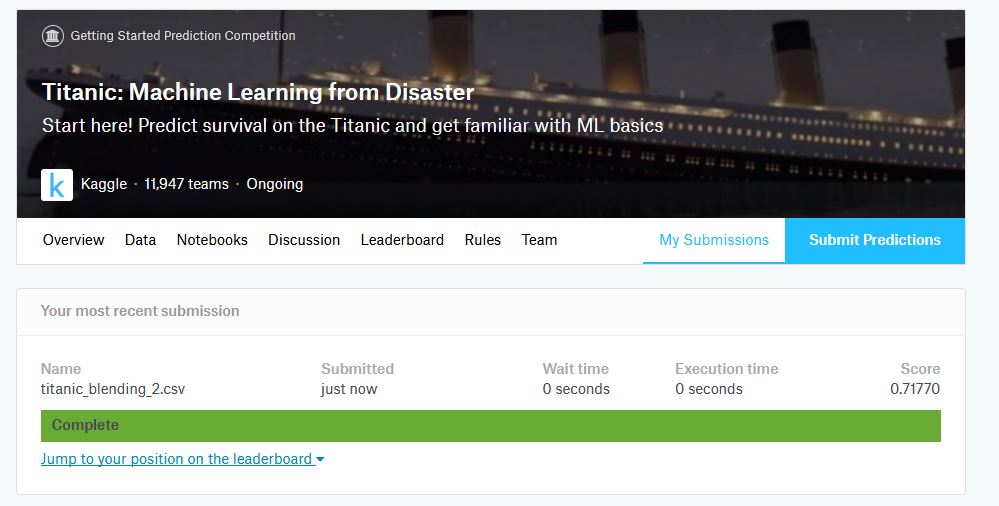 Getting Started Prediction Competition
Titanic: Machine Learning from Disaster
Start here! Predict survival on the Titanic and get familiar with ML basics
k Kaggle · 11,947 teams · Ongoing
Overview Data Notebooks Discussion Leaderboard Rules Team My Submissions Submit Predictions
Your most recent submission
Name Submitted Wait time Execution time Score
titanic_blending_2.csv just now 0 seconds 0 seconds 0.71770
Complete
Jump to your position on the leaderboard